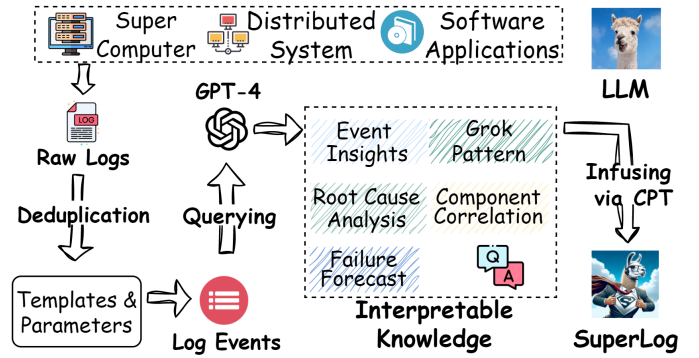 Super
Computer
Distributed
System
Software
Applications
LLM
GPT-4
LOG
Raw Logs
Event
Insights
Grok
Pattern
Infusing
via CPT
Deduplication
Querying
Root Cause
Analysis
Component
Correlation
Failure
Forecast
Q
A
Templates &
Parameters
Log Events
Interpretable
Knowledge
SuperLog